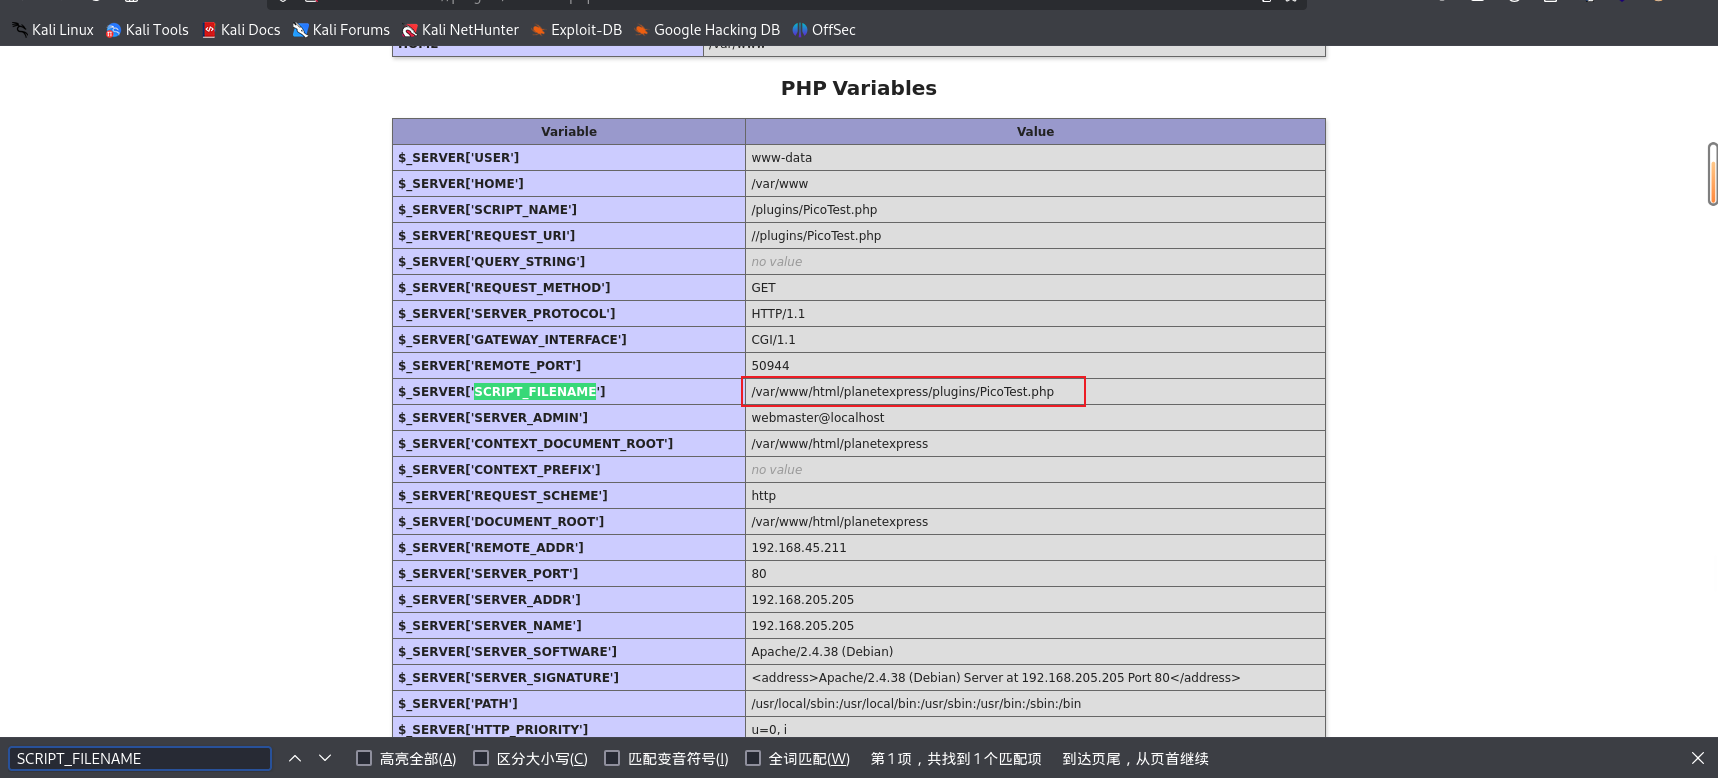 Kali Linux Kali Tools Kali Docs Kali Forums Kali NetHunter Exploit-DB Google Hacking DB OffSec
HOME /var/www
PHP Variables
Variable Value
$_SERVER['USER'] www-data
$_SERVER['HOME'] /var/www
$_SERVER['SCRIPT_NAME'] /plugins/PicoTest.php
$_SERVER['REQUEST_URI'] //plugins/PicoTest.php
$_SERVER['QUERY_STRING'] no value
$_SERVER['REQUEST_METHOD'] GET
$_SERVER['SERVER_PROTOCOL'] HTTP/1.1
$_SERVER['GATEWAY_INTERFACE'] CGI/1.1
$_SERVER['REMOTE_PORT'] 50944
$_SERVER['SCRIPT_FILENAME'] /var/www/html/planetexpress/plugins/PicoTest.php
$_SERVER['SERVER_ADMIN'] webmaster@localhost
$_SERVER['CONTEXT_DOCUMENT_ROOT'] /var/www/html/planetexpress
$_SERVER['CONTEXT_PREFIX'] no value
$_SERVER['REQUEST_SCHEME'] http
$_SERVER['DOCUMENT_ROOT'] /var/www/html/planetexpress
$_SERVER['REMOTE_ADDR'] 192.168.45.211
$_SERVER['SERVER_PORT'] 80
$_SERVER['SERVER_ADDR'] 192.168.205.205
$_SERVER['SERVER_NAME'] 192.168.205.205
$_SERVER['SERVER_SOFTWARE'] Apache/2.4.38 (Debian)
$_SERVER['SERVER_SIGNATURE'] <address>Apache/2.4.38 (Debian) Server at 192.168.205.205 Port 80</address>
$_SERVER['PATH'] /usr/local/sbin:/usr/local/bin:/usr/sbin:/usr/bin:/sbin:/bin
$_SERVER['HTTP_PRIORITY'] u=0, i
SCRIPT_FILENAME 高亮全部(A) 区分大小写(C) 匹配变音符号(I) 全词匹配(W) 第 1 项，共找到 1 个匹配项 到达页尾，从页首继续